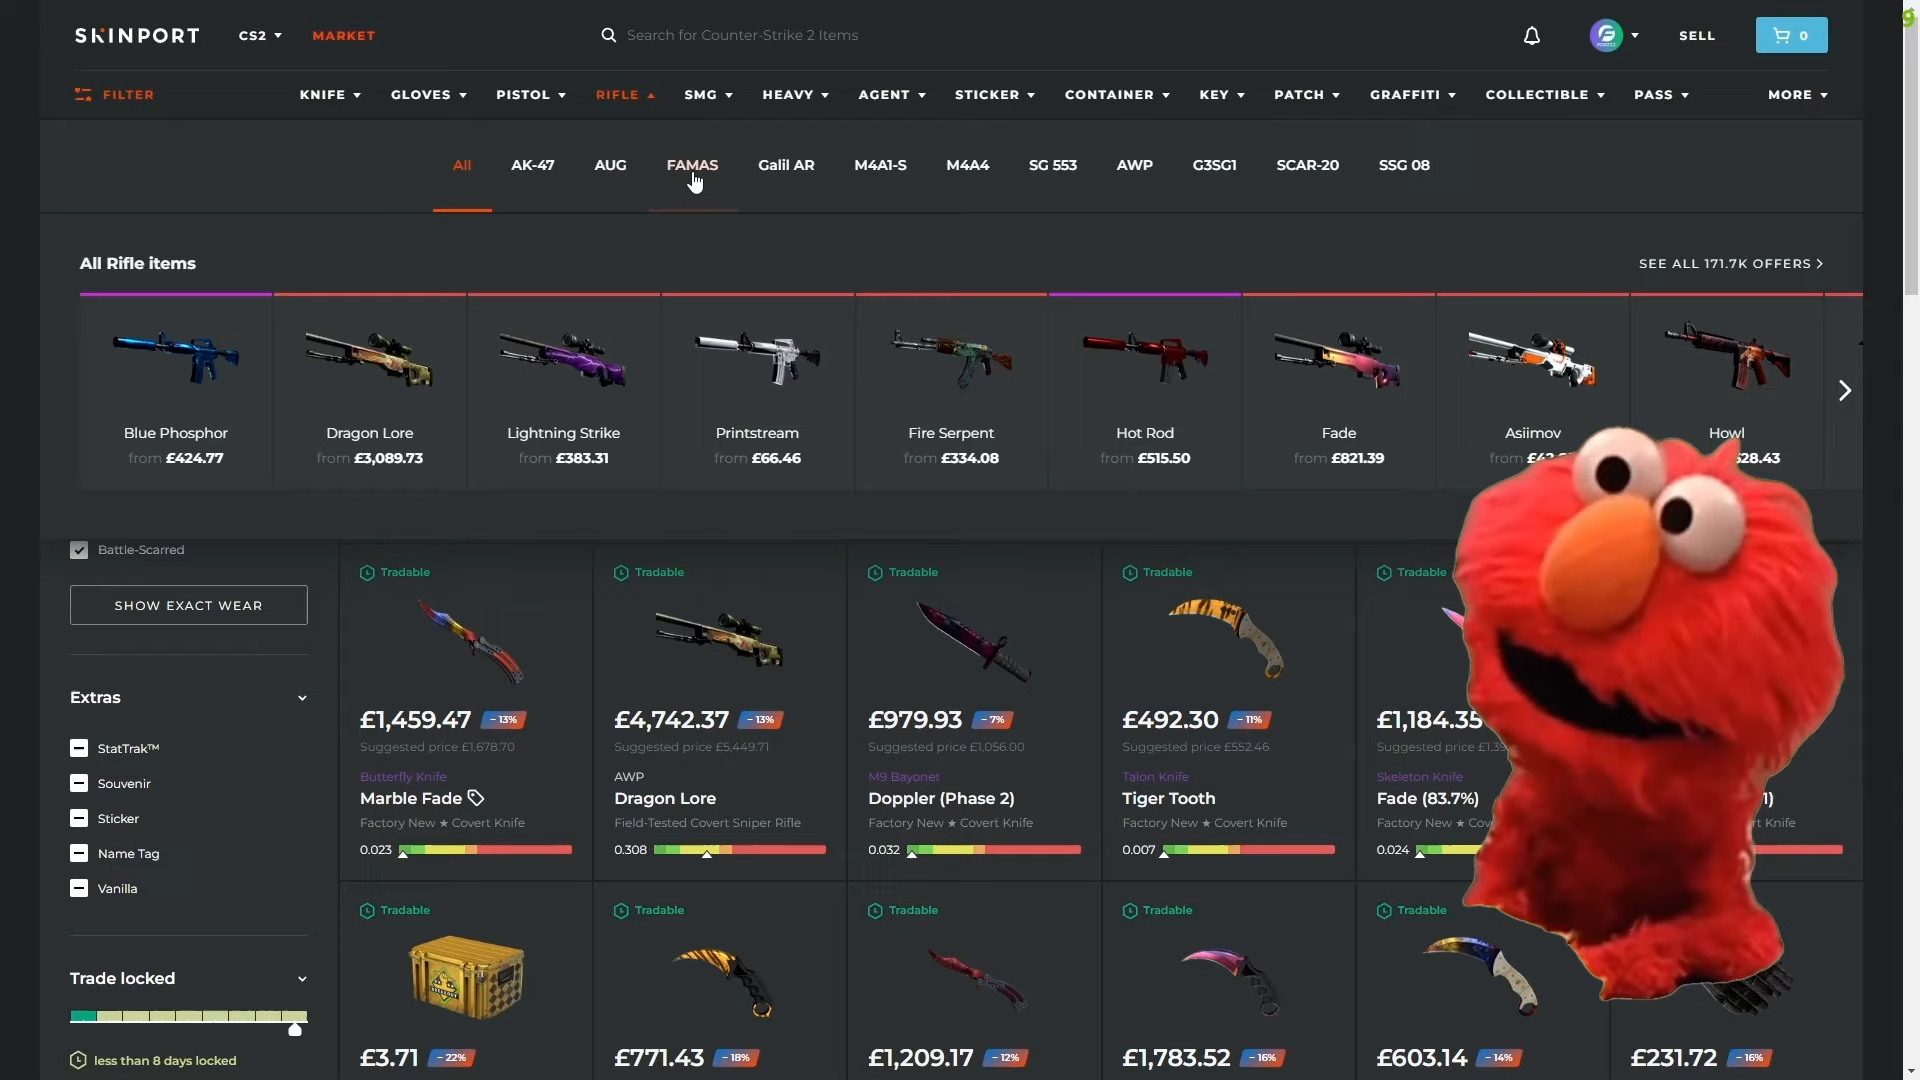 SKINPORT
CS2
MARKET
Search for Counter-Strike 2 Items
SELL
0
FILTER
KNIFE
GLOVES
PISTOL
RIFLE
SMG
HEAVY
AGENT
STICKER
CONTAINER
KEY
PATCH
GRAFFITI
COLLECTIBLE
PASS
MORE
All
AK-47
AUG
FAMAS
Galil AR
M4A1-S
M4A4
SG 553
AWP
G3SG1
SCAR-20
SSG 08
All Rifle items
SEE ALL 171.7K OFFERS
Blue Phosphor
from £424.77
Dragon Lore
from £3,089.73
Lightning Strike
from £383.31
Printstream
from £66.46
Fire Serpent
from £334.08
Hot Rod
from £515.50
Fade
from £821.39
Asiimov
from
Howl
Battle-Scarred
SHOW EXACT WEAR
Extras
StatTrak™
Souvenir
Sticker
Name Tag
Vanilla
Trade locked
less than 8 days locked
Tradable
£1,459.47 - 13%
Suggested price £1,678.70
Butterfly Knife
Marble Fade
Factory New ★ Covert Knife
0.023
Tradable
£4,742.37 - 13%
Suggested price £5,449.71
AWP
Dragon Lore
Field-Tested Covert Sniper Rifle
0.308
Tradable
£979.93 - 7%
Suggested price £1,056.00
M9 Bayonet
Doppler (Phase 2)
Factory New ★ Covert Knife
0.032
Tradable
£492.30 - 11%
Suggested price £552.46
Talon Knife
Tiger Tooth
Factory New ★ Covert Knife
0.007
Tradable
£1,184.35
Suggested price
Skeleton Knife
Fade (83.7%)
Factory New ★
0.024
1)
Knife
Tradable
£3.71 - 22%
Tradable
£771.43 - 18%
Tradable
£1,209.17 - 12%
Tradable
£1,783.52 - 16%
Tradable
£603.14 - 14%
£231.72 - 16%